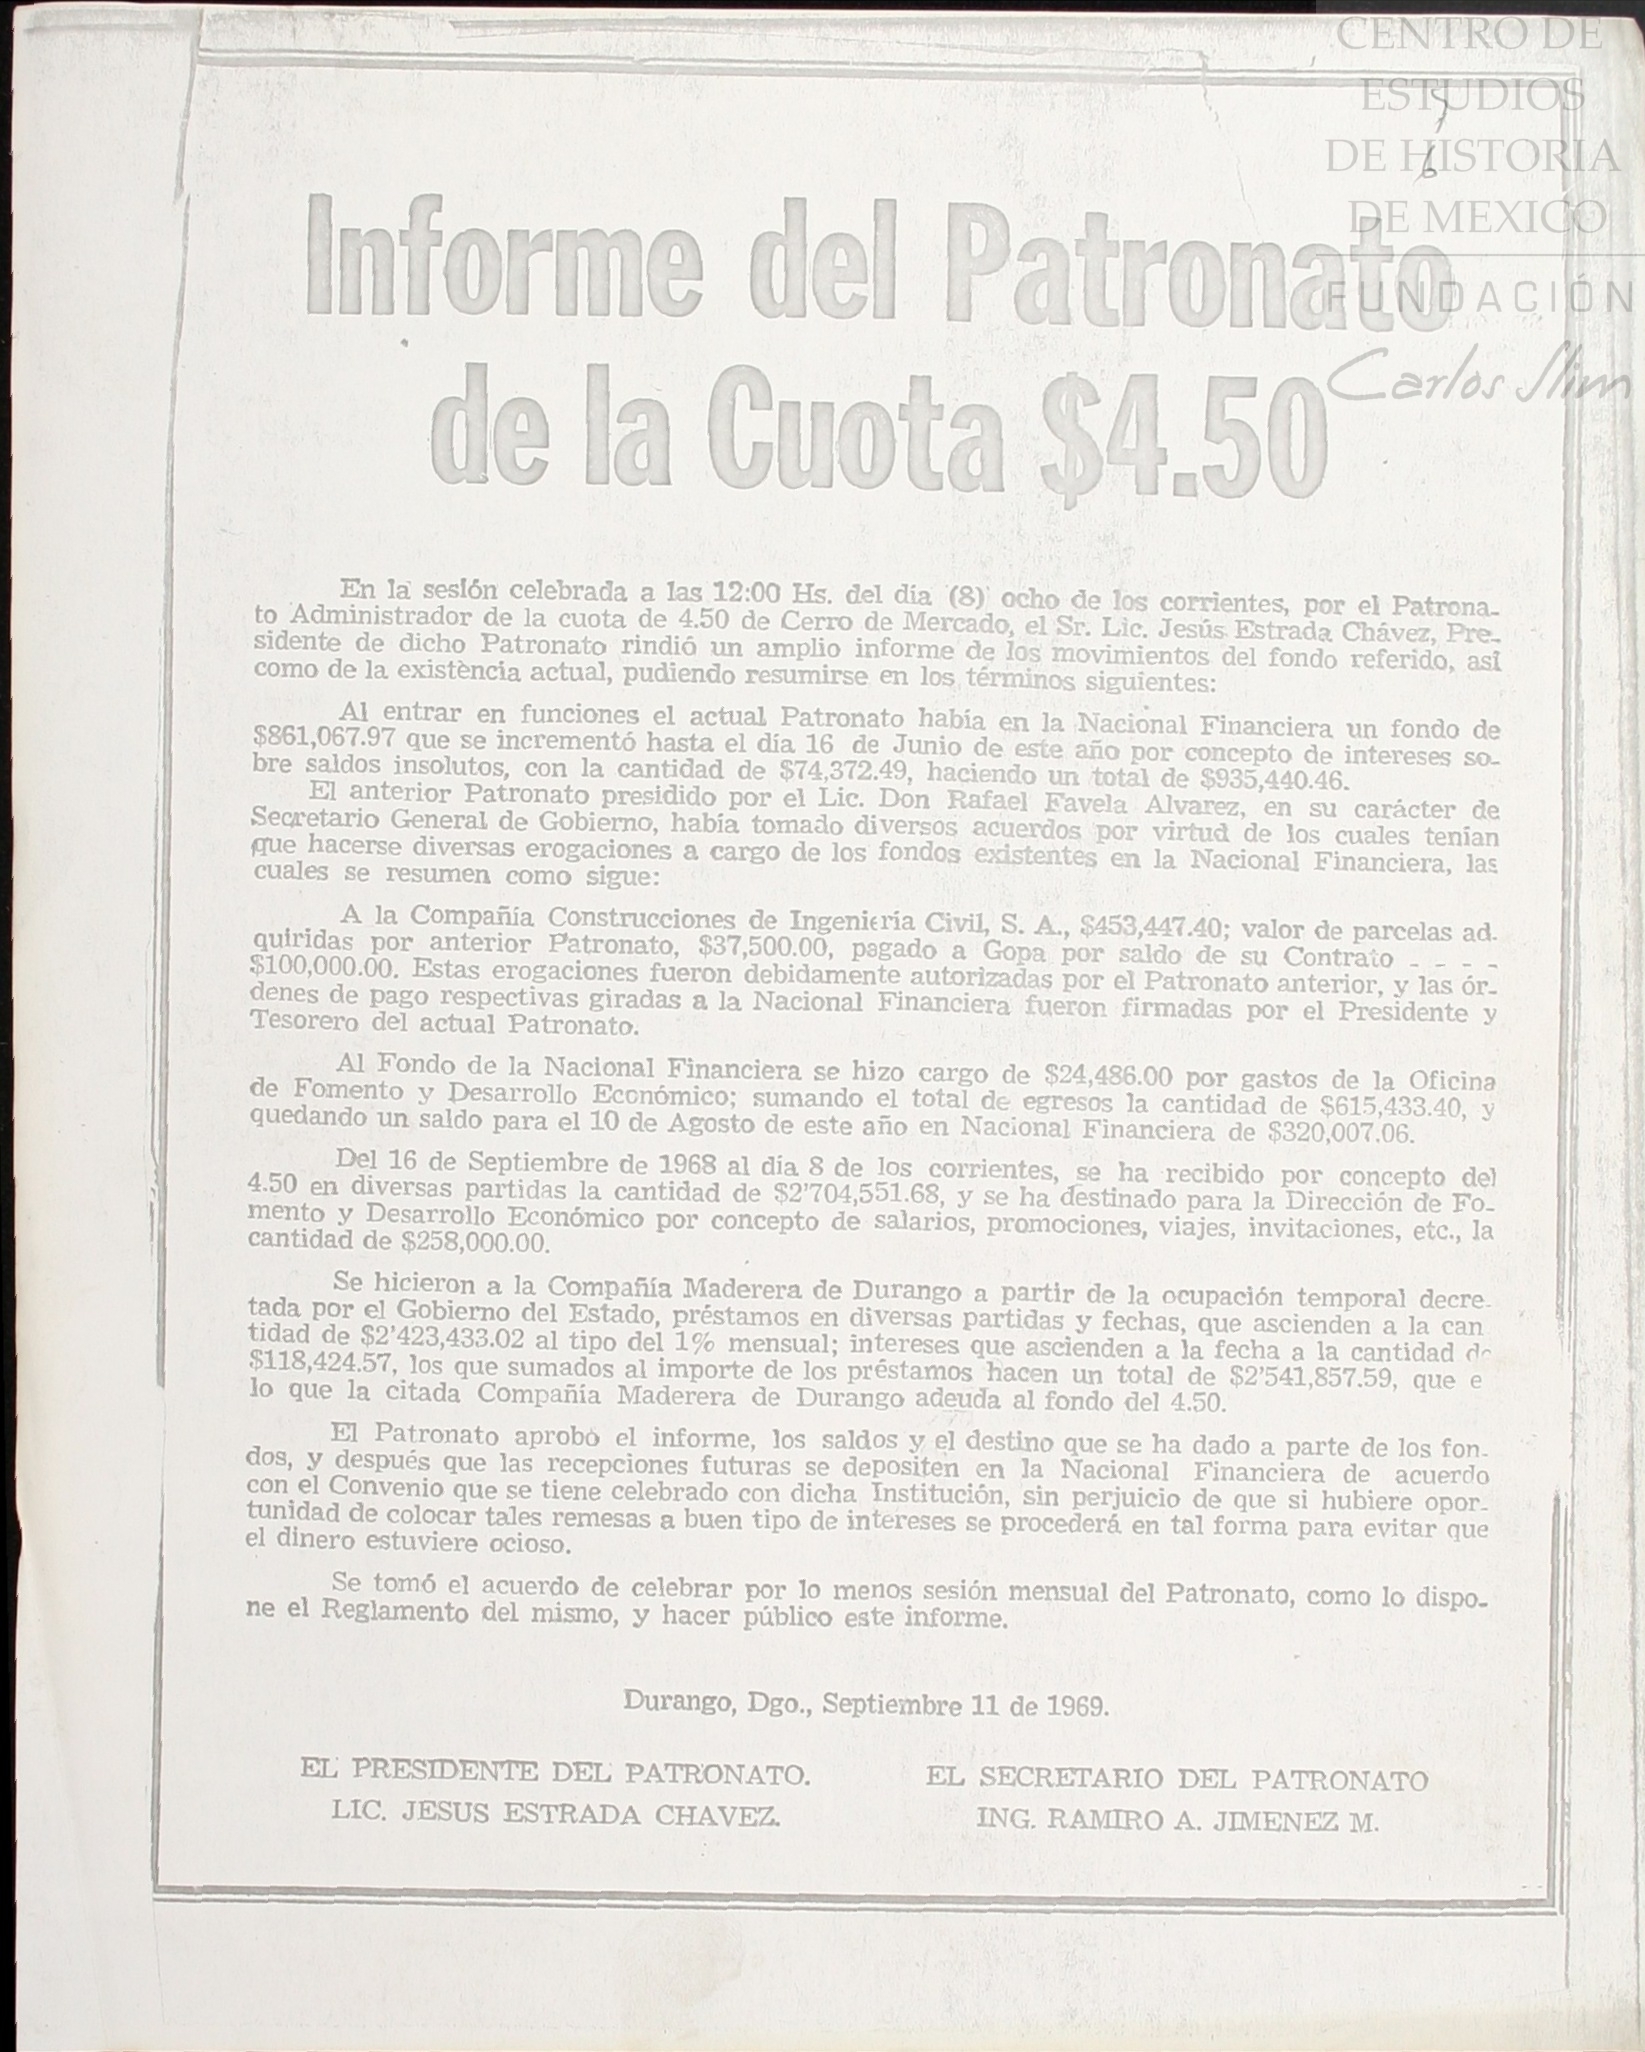 CENTRO DE
ESTUDIOS
DE HISTORIA
DE MEXICO
FUNDACIÓN
Carlos Slim
Informe del Patronato
de la Cuota $4.50
En la sesión celebrada a las 12:00 Hs. del día (8) ocho de los corrientes, por el Patrona-
to Administrador de la cuota de 4.50 de Cerro de Mercado, el Sr. Lic. Jesús Estrada Chávez, Pre-
sidente de dicho Patronato rindió un amplio informe de los movimientos del fondo referido, así
como de la existencia actual, pudiendo resumirse en los términos siguientes:
Al entrar en funciones el actual Patronato había en la Nacional Financiera un fondo de
$861,067.97 que se incrementó hasta el día 16 de Junio de este año por concepto de intereses so-
bre saldos insolutos, con la cantidad de $74,372.49, haciendo un total de $935,440.46.
El anterior Patronato presidido por el Lic. Don Rafael Favela Alvarez, en su carácter de
Secretario General de Gobierno, había tomado diversos acuerdos por virtud de los cuales tenían
que hacerse diversas erogaciones a cargo de los fondos existentes en la Nacional Financiera, las
cuales se resumen como sigue:
A la Compañía Construcciones de Ingeniería Civil, S. A., $453,447.40; valor de parcelas ad-
quiridas por anterior Patronato, $37,500.00, pagado a Gopa por saldo de su Contrato - - - -
$100,000.00. Estas erogaciones fueron debidamente autorizadas por el Patronato anterior, y las ór-
denes de pago respectivas giradas a la Nacional Financiera fueron firmadas por el Presidente y
Tesorero del actual Patronato.
Al Fondo de la Nacional Financiera se hizo cargo de $24,486.00 por gastos de la Oficina
de Fomento y Desarrollo Económico; sumando el total de egresos la cantidad de $615,433.40, y
quedando un saldo para el 10 de Agosto de este año en Nacional Financiera de $320,007.06.
Del 16 de Septiembre de 1968 al día 8 de los corrientes, se ha recibido por concepto del
4.50 en diversas partidas la cantidad de $2'704,551.68, y se ha destinado para la Dirección de Fo-
mento y Desarrollo Económico por concepto de salarios, promociones, viajes, invitaciones, etc., la
cantidad de $258,000.00.
Se hicieron a la Compañía Maderera de Durango a partir de la ocupación temporal decre-
tada por el Gobierno del Estado, préstamos en diversas partidas y fechas, que ascienden a la can
tidad de $2'423,433.02 al tipo del 1% mensual; intereses que ascienden a la fecha a la cantidad de
$118,424.57, los que sumados al importe de los préstamos hacen un total de $2'541,857.59, que e
lo que la citada Compañía Maderera de Durango adeuda al fondo del 4.50.
El Patronato aprobó el informe, los saldos y el destino que se ha dado a parte de los fon-
dos, y después que las recepciones futuras se depositen en la Nacional Financiera de acuerdo
con el Convenio que se tiene celebrado con dicha Institución, sin perjuicio de que si hubiere opor-
tunidad de colocar tales remesas a buen tipo de intereses se procederá en tal forma para evitar que
el dinero estuviere ocioso.
Se tomó el acuerdo de celebrar por lo menos sesión mensual del Patronato, como lo dispo-
ne el Reglamento del mismo, y hacer público este informe.
Durango, Dgo., Septiembre 11 de 1969.
EL PRESIDENTE DEL PATRONATO.
LIC. JESUS ESTRADA CHAVEZ.
EL SECRETARIO DEL PATRONATO
ING. RAMIRO A. JIMENEZ M.